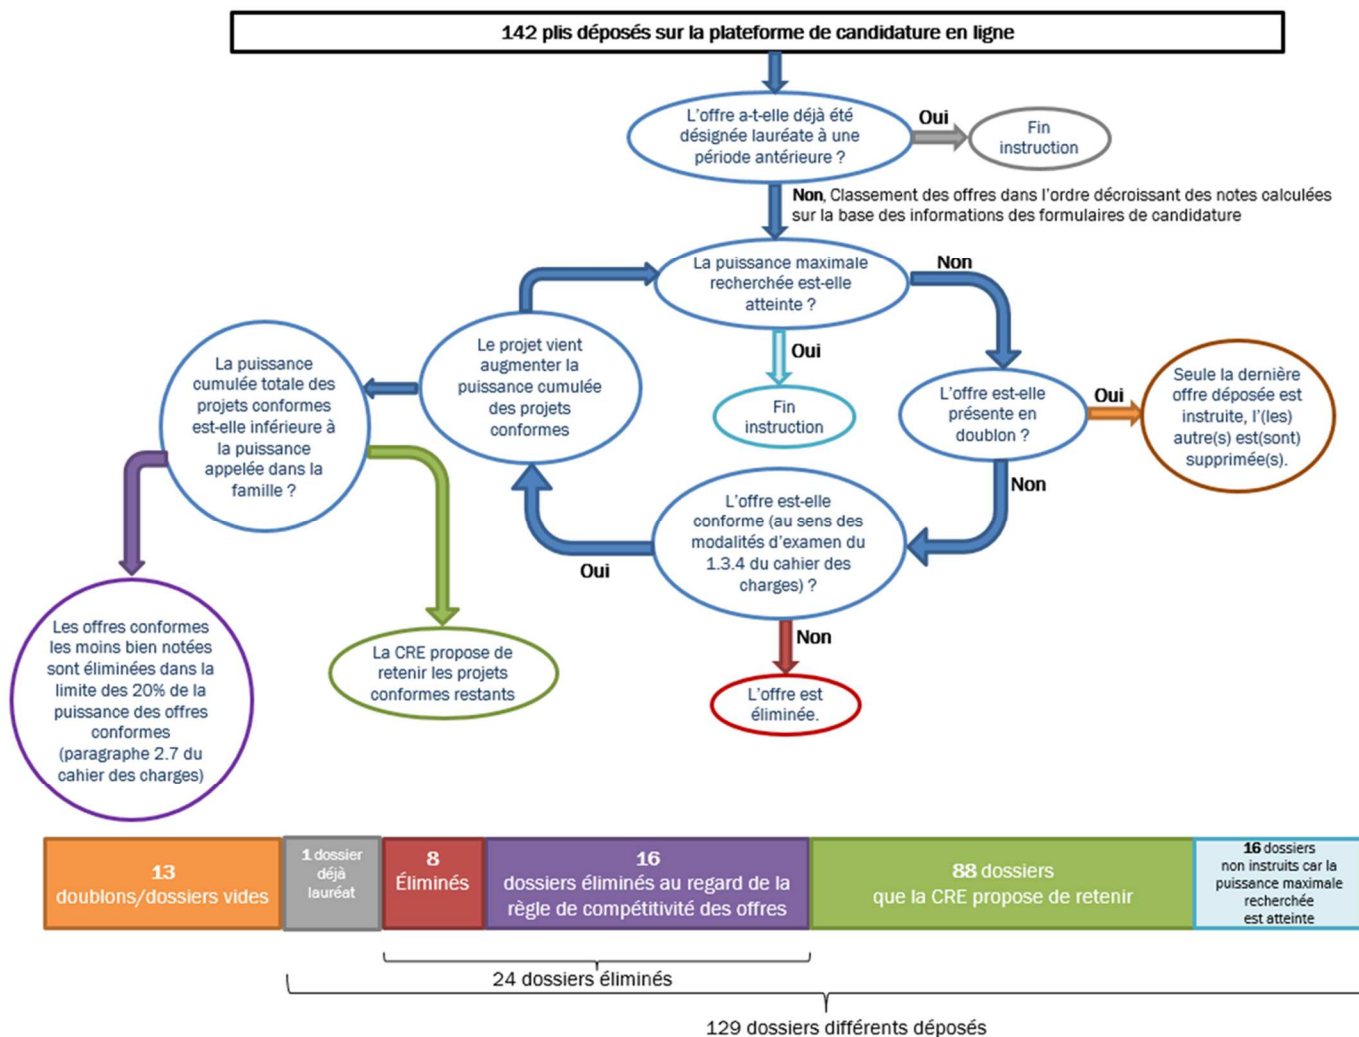 142 plis déposés sur la plateforme de candidature en ligne
L'offre a-t-elle déjà été
désignée lauréate à une
période antérieure ?
Oui
Fin
instruction
Non, Classement des offres dans l'ordre décroissant des notes calculées
sur la base des informations des formulaires de candidature
La puissance maximale
recherchée est-elle
atteinte ?
Non
Oui
Fin
instruction
L'offre est-elle
présente en
doublon ?
Oui
Seule la dernière
offre déposée est
instruite, l'(les)
autre(s) est(sont)
supprimée(s).
Non
L'offre est-elle
conforme (au sens des
modalités d'examen du
1.3.4 du cahier des
charges) ?
Oui
Non
L'offre est
éliminée.
Le projet vient
augmenter la
puissance cumulée
des projets
conformes
La puissance
cumulée totale des
projets conformes
est-elle inférieure à
la puissance
appelée dans la
famille ?
La CRE propose de
retenir les projets
conformes restants
Les offres conformes
les moins bien notées
sont éliminées dans la
limite des 20% de la
puissance des offres
conformes
(paragraphe 2.7 du
cahier des charges)
13
doublons/dossiers vides
1 dossier
déjà
lauréat
8
Éliminés
16
dossiers éliminés au regard de la
règle de compétitivité des offres
88 dossiers
que la CRE propose de retenir
16 dossiers
non instruits car la
puissance maximale
recherchée
est atteinte
24 dossiers éliminés
129 dossiers différents déposés